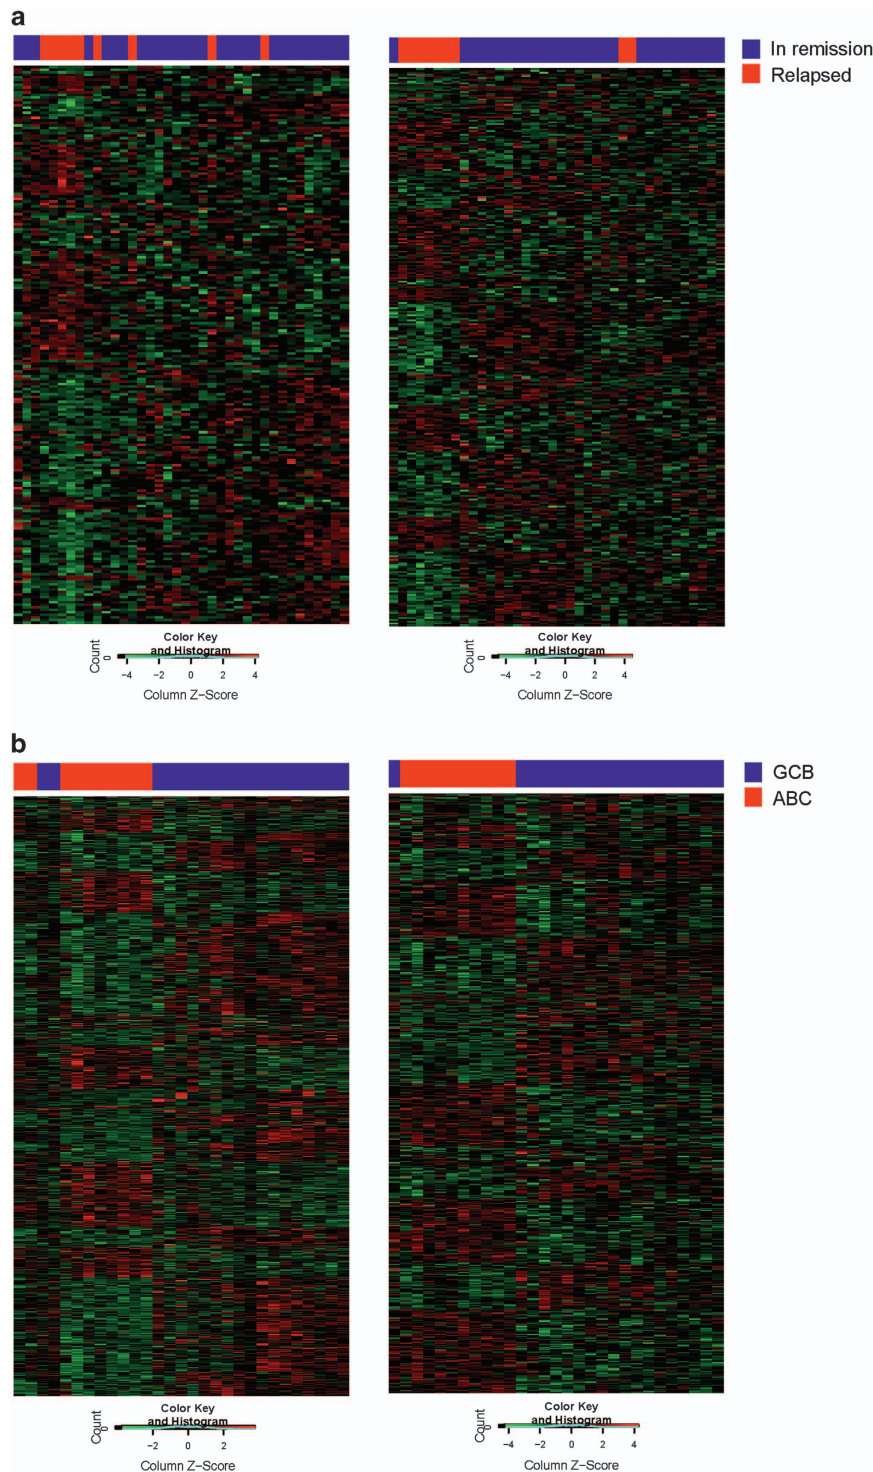 a
In remission
Relapsed
Color Key
and Histogram
Count
0
−4 −2 0 2 4
Column Z−Score
Color Key
and Histogram
Count
0
−4 −2 0 2 4
Column Z−Score
b
GCB
ABC
Color Key
and Histogram
Count
0
−2 0 2
Column Z−Score
Color Key
and Histogram
Count
0
−4 −2 0 2 4
Column Z−Score